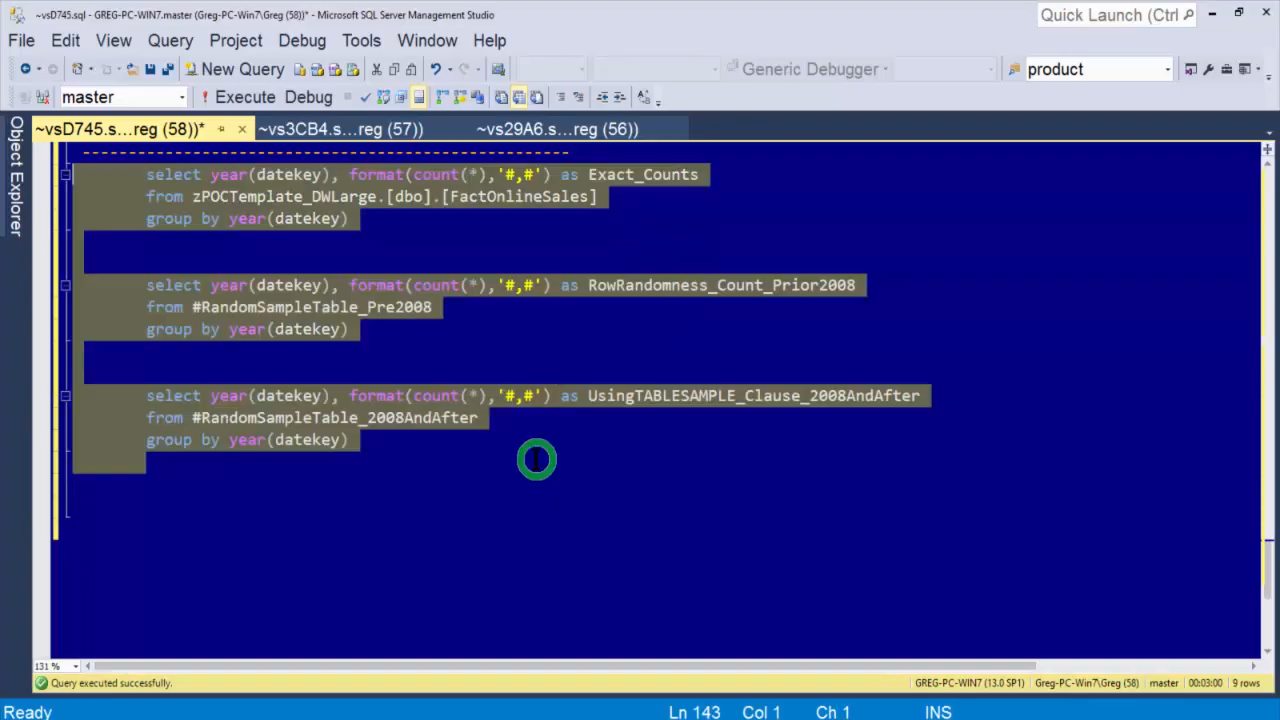 ~vsD745.sql - GREG-PC-WIN7.master (Greg-PC-Win7\Greg (58))* - Microsoft SQL Server Management Studio
Quick Launch (Ctrl
File Edit View Query Project Debug Tools Window Help
New Query Generic Debugger product
master Execute Debug
~vsD745.s...reg (58))* ~vs3CB4.s...reg (57)) ~vs29A6.s...reg (56))
Object Explorer
select year(datekey), format(count(*),'#,#') as Exact_Counts
from zPOCTemplate_DWLarge.[dbo].[FactOnlineSales]
group by year(datekey)
select year(datekey), format(count(*),'#,#') as RowRandomness_Count_Prior2008
from #RandomSampleTable_Pre2008
group by year(datekey)
select year(datekey), format(count(*),'#,#') as UsingTABLESAMPLE_Clause_2008AndAfter
from #RandomSampleTable_2008AndAfter
group by year(datekey)
131 %
Query executed successfully. GREG-PC-WIN7 (13.0 SP1) Greg-PC-Win7\Greg (58) master 00:03:00 9 rows
Ready Ln 143 Col 1 Ch 1 INS